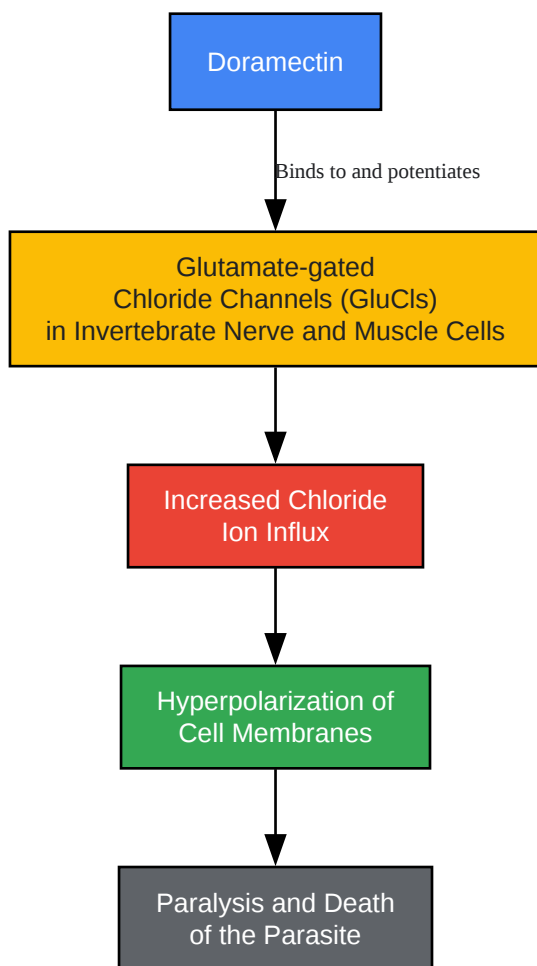 Doramectin
Binds to and potentiates
Glutamate-gated
Chloride Channels (GluCls)
in Invertebrate Nerve and Muscle Cells
Increased Chloride
Ion Influx
Hyperpolarization of
Cell Membranes
Paralysis and Death
of the Parasite